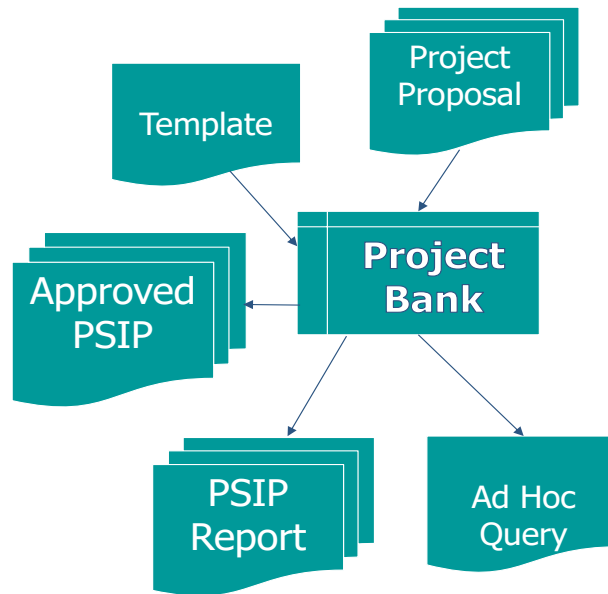 Project
Proposal
Template
Project
Bank
Approved
PSIP
PSIP
Report
Ad Hoc
Query